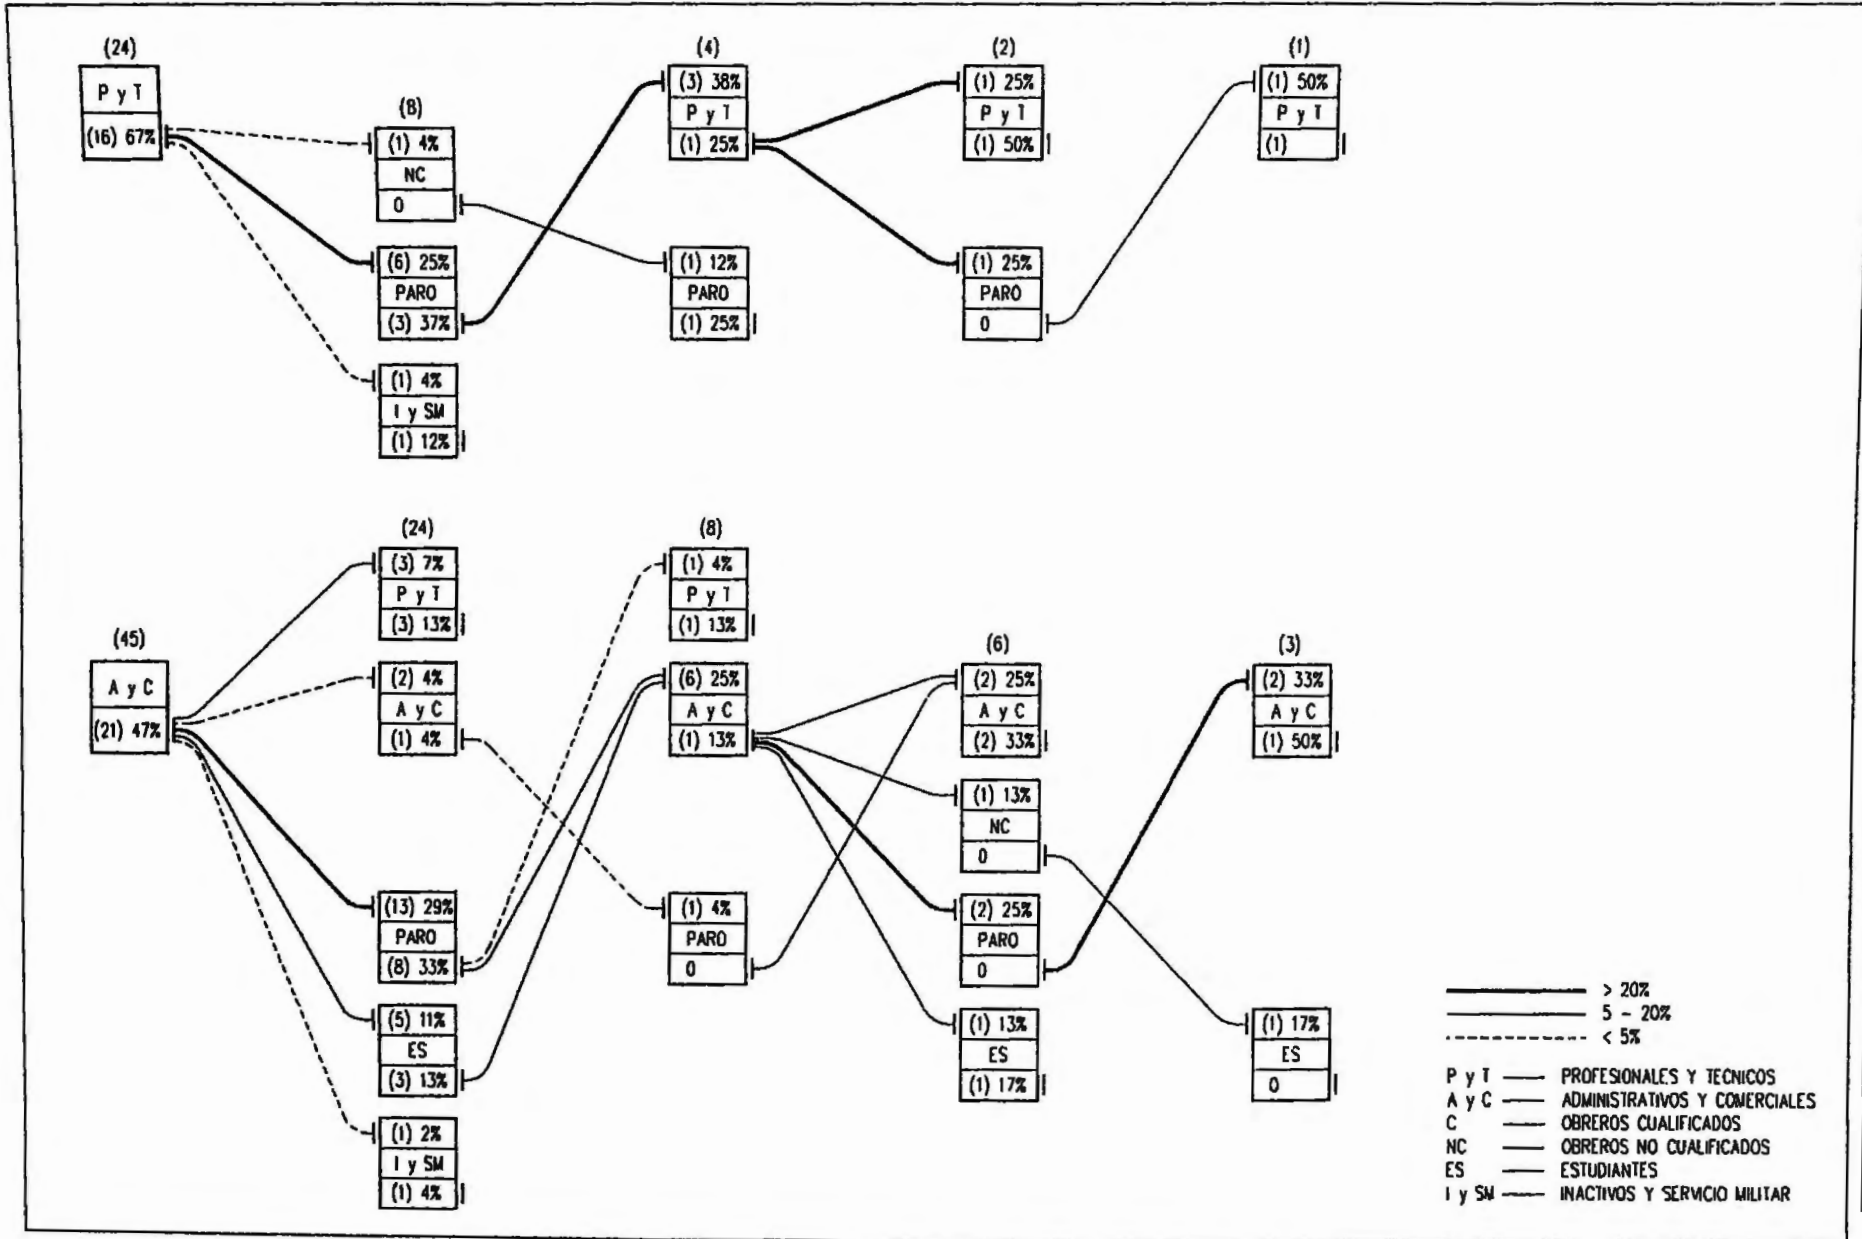 (24)
P y T
(16) 67%
(8)
(1) 4%
NC
0
(6) 25%
PARO
(3) 37%
(1) 4%
I y SM
(1) 12%
(4)
(3) 38%
P y T
(1) 25%
(1) 12%
PARO
(1) 25%
(2)
(1) 25%
P y T
(1) 50%
(1) 25%
PARO
0
(1)
(1) 50%
P y T
(1)
(45)
A y C
(21) 47%
(24)
(3) 7%
P y T
(3) 13%
(2) 4%
A y C
(1) 4%
(13) 29%
PARO
(8) 33%
(5) 11%
ES
(3) 13%
(1) 2%
I y SM
(1) 4%
(8)
(1) 4%
P y T
(1) 13%
(6) 25%
A y C
(1) 13%
(1) 4%
PARO
0
(6)
(2) 25%
A y C
(2) 33%
(1) 13%
NC
0
(2) 25%
PARO
0
(1) 13%
ES
(1) 17%
(3)
(2) 33%
A y C
(1) 50%
(1) 17%
ES
0
> 20%
5 - 20%
< 5%
P y T — PROFESIONALES Y TECNICOS
A y C — ADMINISTRATIVOS Y COMERCIALES
C — OBREROS CUALIFICADOS
NC — OBREROS NO CUALIFICADOS
ES — ESTUDIANTES
I y SM — INACTIVOS Y SERVICIO MILITAR